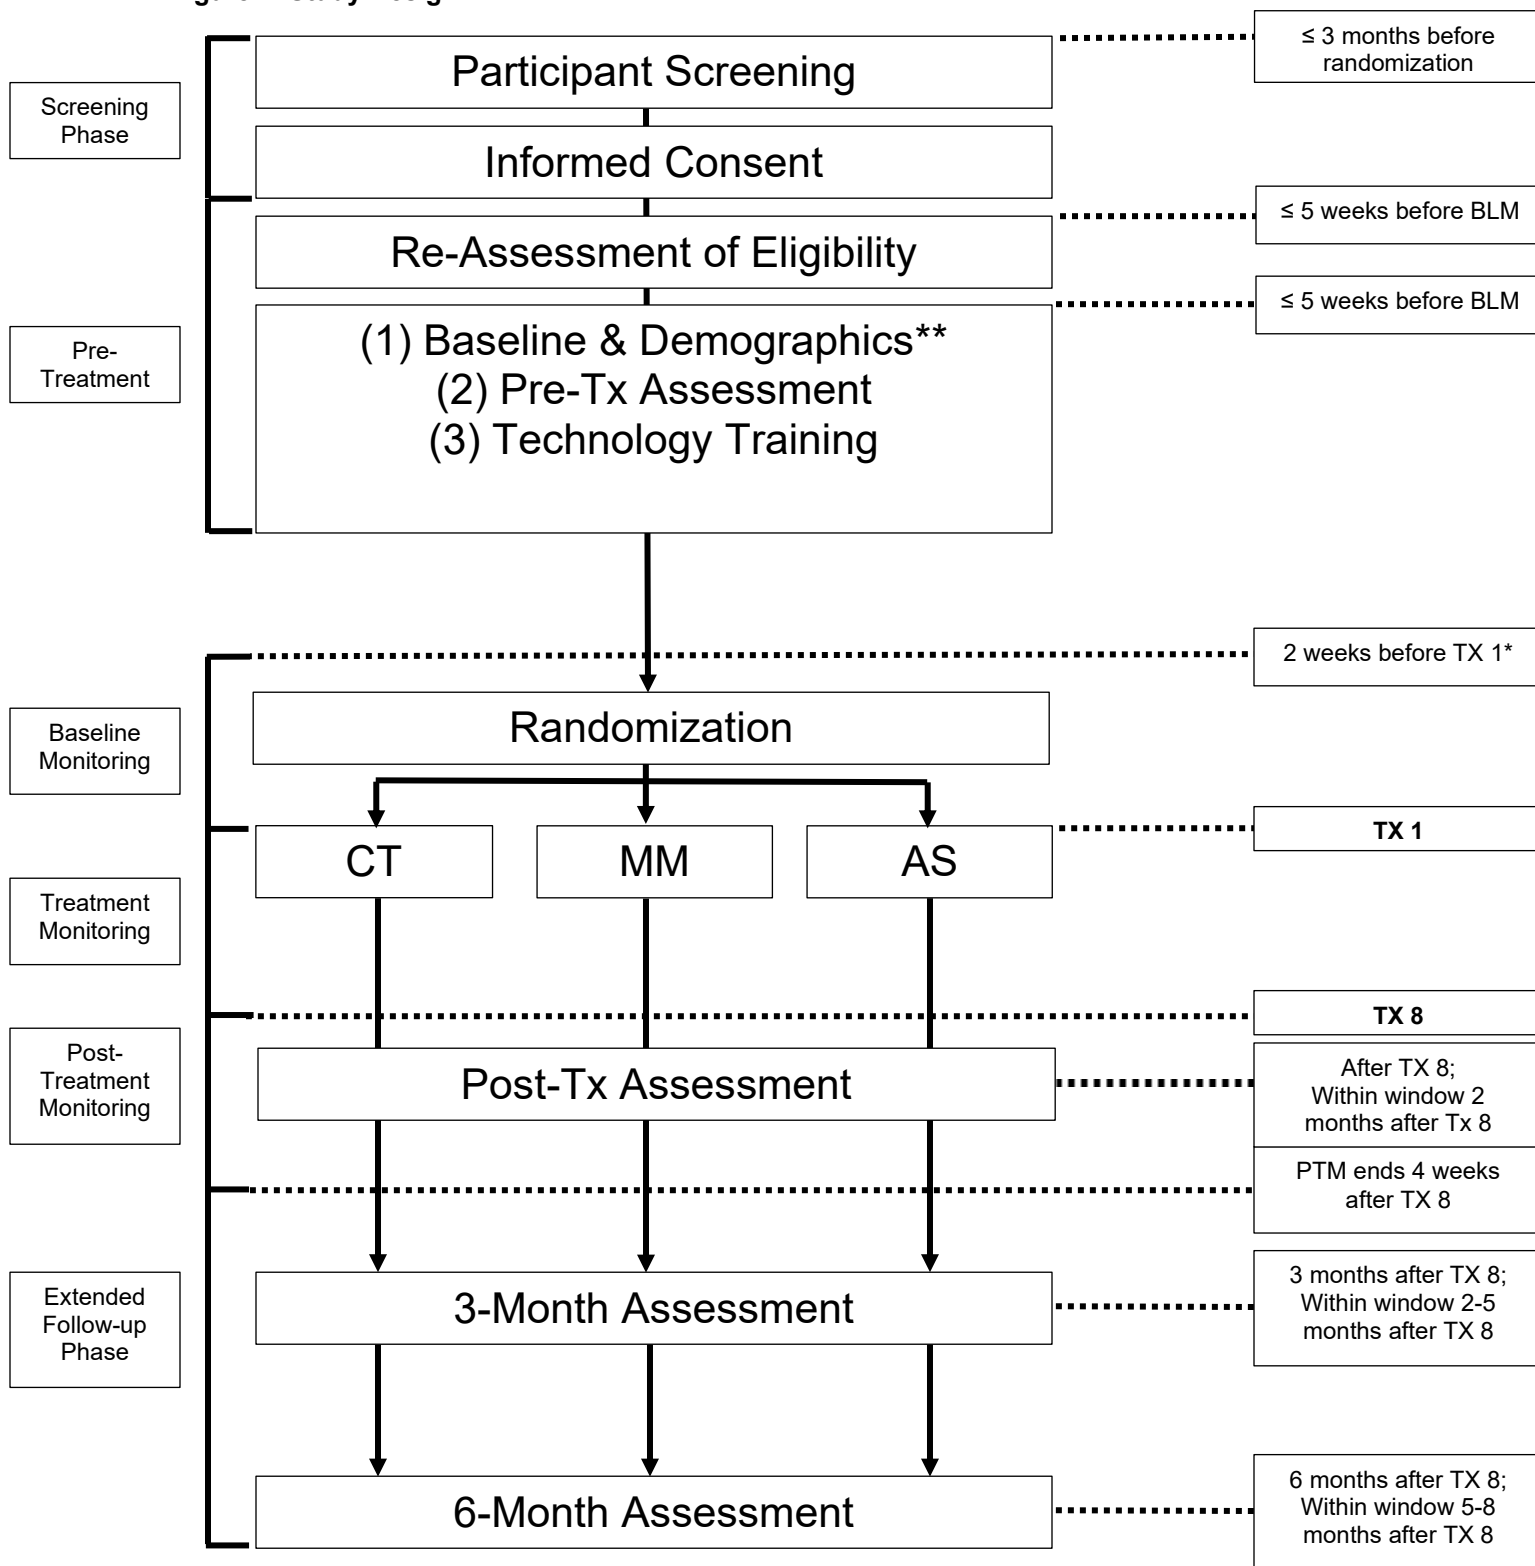 Participant Screening
≤ 3 months before
randomization
Screening
Phase
Informed Consent
≤ 5 weeks before BLM
Re-Assessment of Eligibility
≤ 5 weeks before BLM
Pre-
Treatment
(1) Baseline & Demographics**
(2) Pre-Tx Assessment
(3) Technology Training
2 weeks before TX 1*
Randomization
Baseline
Monitoring
TX 1
CT
MM
AS
Treatment
Monitoring
TX 8
Post-
Treatment
Monitoring
Post-Tx Assessment
After TX 8;
Within window 2
months after Tx 8
PTM ends 4 weeks
after TX 8
Extended
Follow-up
Phase
3-Month Assessment
3 months after TX 8;
Within window 2-5
months after TX 8
6-Month Assessment
6 months after TX 8;
Within window 5-8
months after TX 8